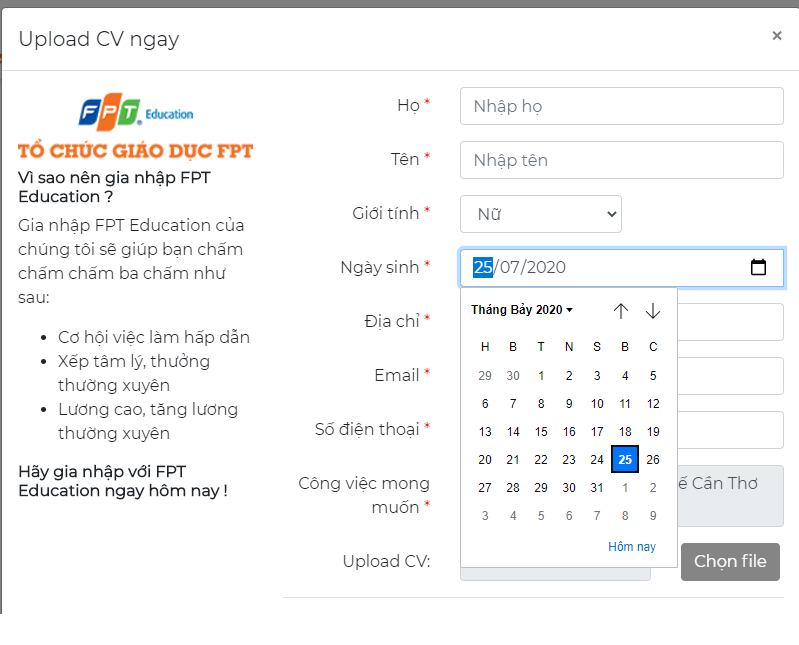 Upload CV ngay
×
FPT Education
TỔ CHỨC GIÁO DỤC FPT
Vì sao nên gia nhập FPT
Education ?
Gia nhập FPT Education của
chúng tôi sẽ giúp bạn chấm
chấm chấm ba chấm như
sau:
Cơ hội việc làm hấp dẫn
Xếp tâm lý, thưởng
thường xuyên
Lương cao, tăng lương
thường xuyên
Hãy gia nhập với FPT
Education ngay hôm nay !
Họ *
Nhập họ
Tên *
Nhập tên
Giới tính *
Nữ
Ngày sinh *
25/07/2020
Địa chỉ *
Email *
Số điện thoại *
Công việc mong
muốn *
ế Cần Thơ
Upload CV:
Chọn file
Tháng Bảy 2020
H B T N S B C
29 30 1 2 3 4 5
6 7 8 9 10 11 12
13 14 15 16 17 18 19
20 21 22 23 24 25 26
27 28 29 30 31 1 2
3 4 5 6 7 8 9
Hôm nay